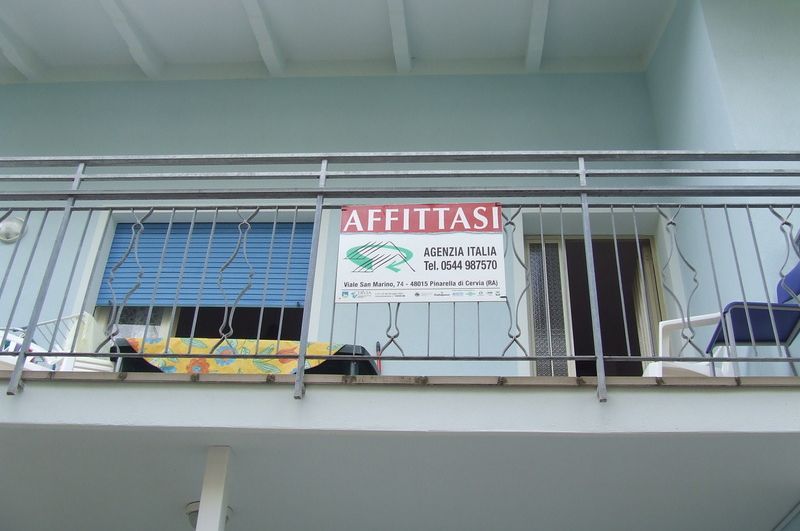 AFFITTASI
AGENZIA ITALIA
Tel. 0544 987570
Viale San Marino, 74 - 48015 Pinarella di Cervia (RA)